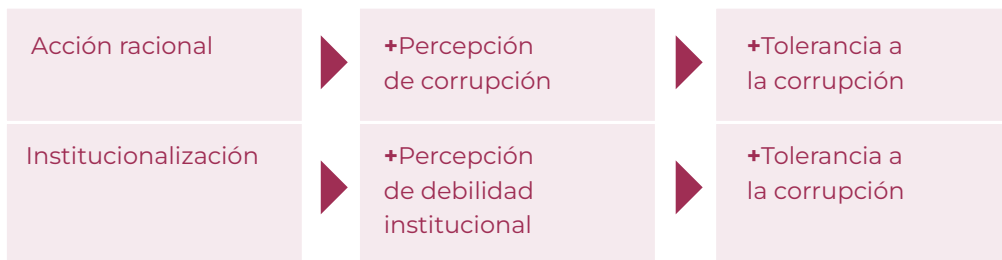 Acción racional
+Percepción
de corrupción
+Tolerancia a
la corrupción
Institucionalización
+Percepción
de debilidad
institucional
+Tolerancia a
la corrupción